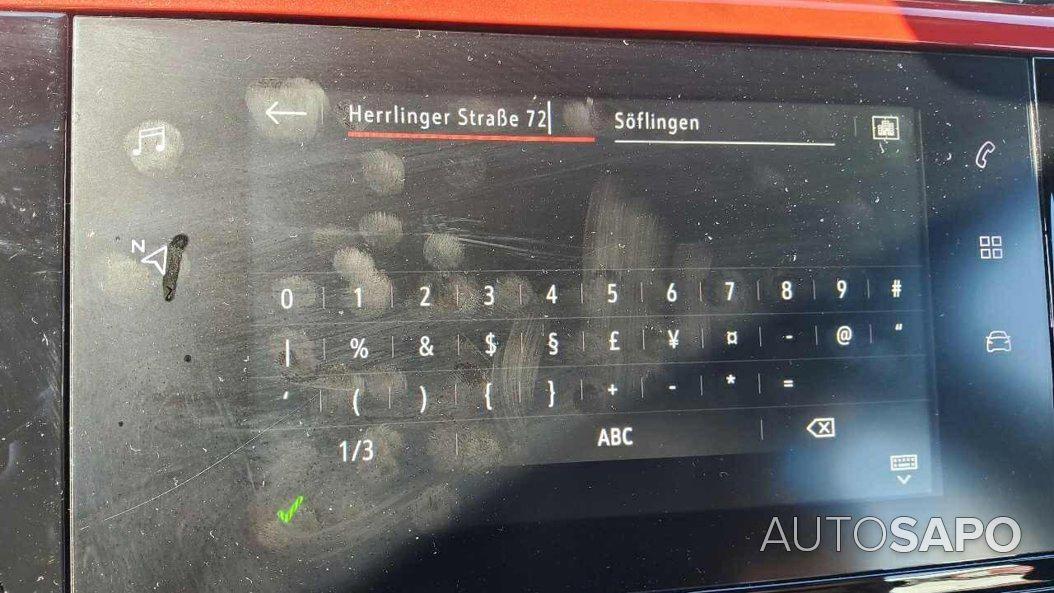 Herrlinger Straße 72 Söflingen
N
0 1 2 3 4 5 6 7 8 9 #
| % & $ § £ ¥ ¤ - @ “
‘ ( ) { } + - * =
1/3 ABC
AUTOSAPO